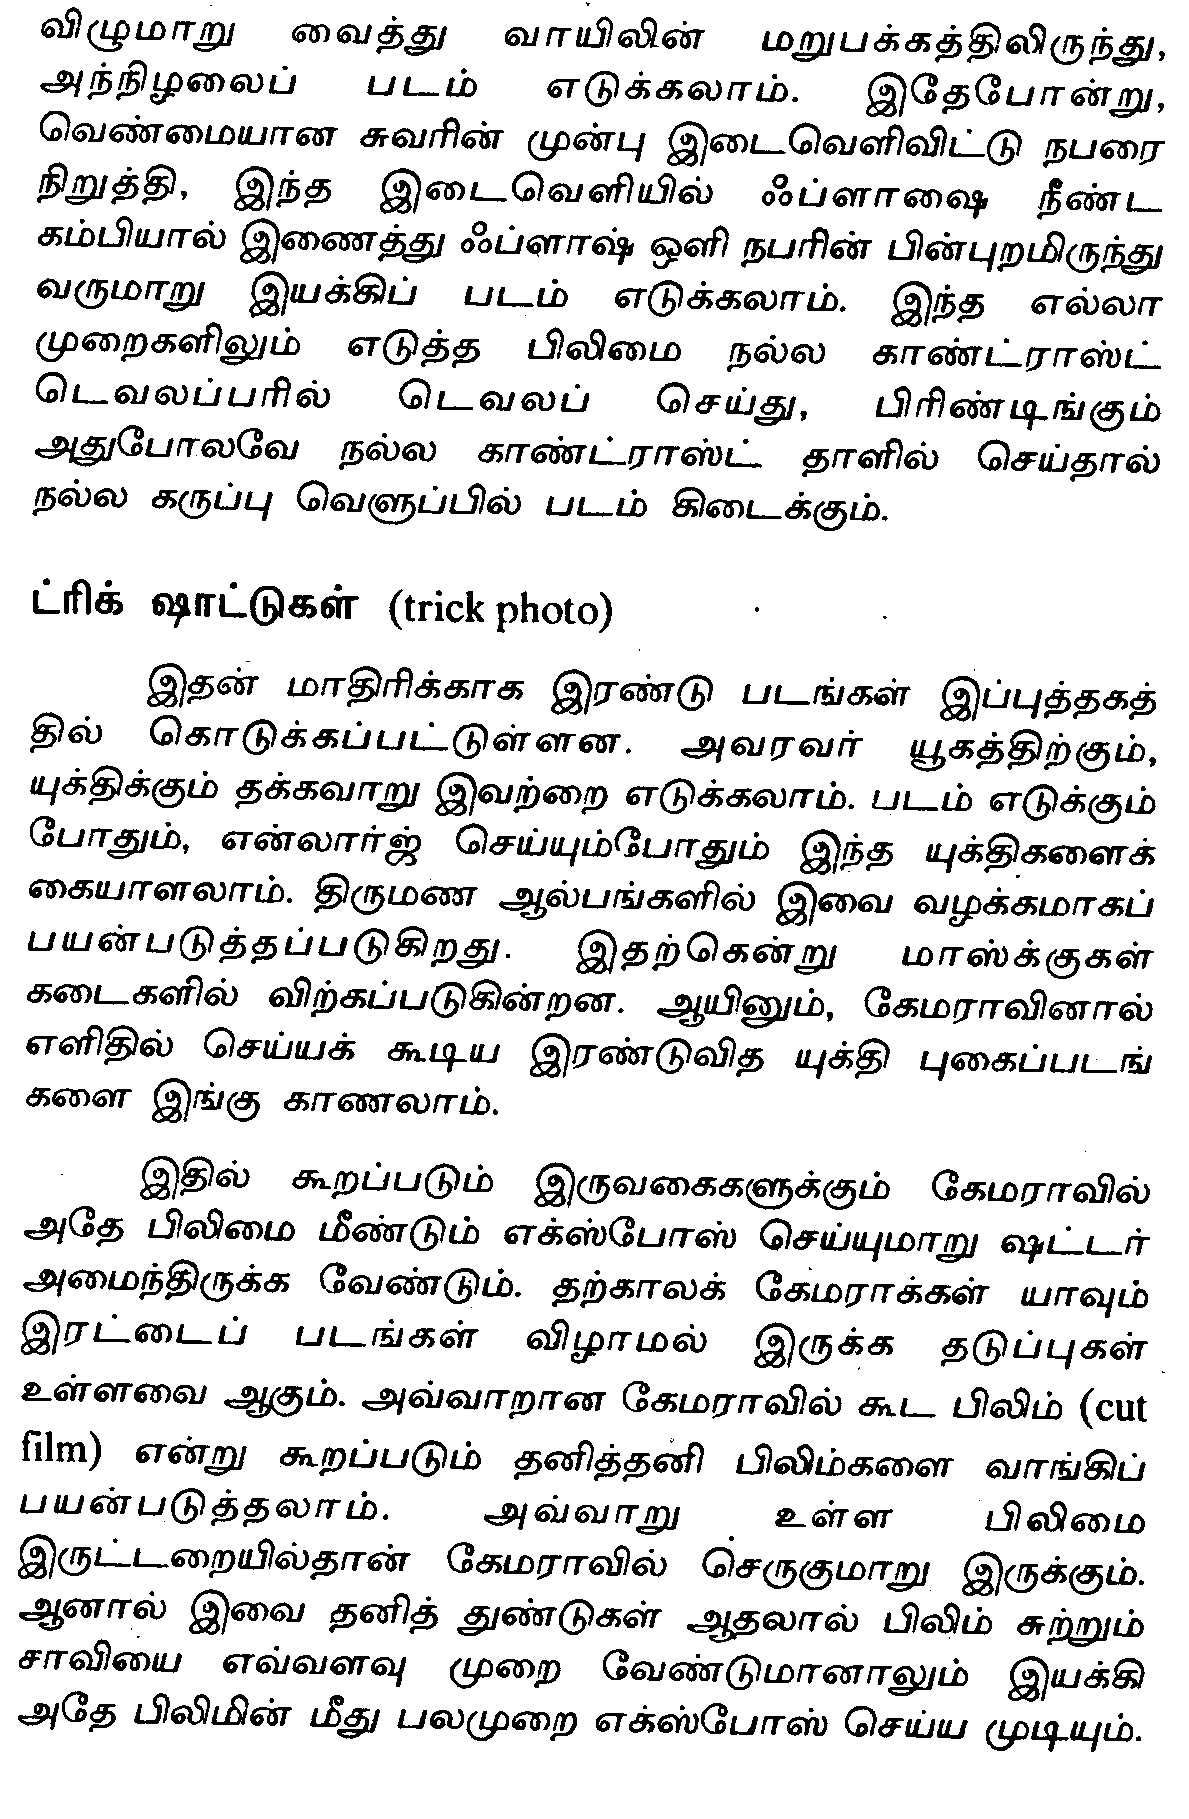 விழுமாறு வைத்து வாயிலின் மறுபக்கத்திலிருந்து,
அந்நிழலைப் படம் எடுக்கலாம். இதேபோன்று,
வெண்மையான சுவரின் முன்பு இடைவெளிவிட்டு நபரை
நிறுத்தி, இந்த இடைவெளியில் ஃப்ளாஷை நீண்ட
கம்பியால் இணைத்து ஃப்ளாஷ் ஒளி நபரின் பின்புறமிருந்து
வருமாறு இயக்கிப் படம் எடுக்கலாம். இந்த எல்லா
முறைகளிலும் எடுத்த பிலிமை நல்ல காண்ட்ராஸ்ட்
டெவலப்பரில் டெவலப் செய்து, பிரிண்டிங்கும்
அதுபோலவே நல்ல காண்ட்ராஸ்ட் தாளில் செய்தால்
நல்ல கருப்பு வெளுப்பில் படம் கிடைக்கும்.
ட்ரிக் ஷாட்டுகள் (trick photo)
இதன் மாதிரிக்காக இரண்டு படங்கள் இப்புத்தகத்
தில் கொடுக்கப்பட்டுள்ளன. அவரவர் யூகத்திற்கும்,
யுக்திக்கும் தக்கவாறு இவற்றை எடுக்கலாம். படம் எடுக்கும்
போதும், என்லார்ஜ் செய்யும்போதும் இந்த யுக்திகளைக்
கையாளலாம். திருமண ஆல்பங்களில் இவை வழக்கமாகப்
பயன்படுத்தப்படுகிறது. இதற்கென்று மாஸ்க்குகள்
கடைகளில் விற்கப்படுகின்றன. ஆயினும், கேமராவினால்
எளிதில் செய்யக் கூடிய இரண்டுவித யுக்தி புகைப்படங்
களை இங்கு காணலாம்.
இதில் கூறப்படும் இருவகைகளுக்கும் கேமராவில்
அதே பிலிமை மீண்டும் எக்ஸ்போஸ் செய்யுமாறு ஷட்டர்
அமைந்திருக்க வேண்டும். தற்காலக் கேமராக்கள் யாவும்
இரட்டைப் படங்கள் விழாமல் இருக்க தடுப்புகள்
உள்ளவை ஆகும். அவ்வாறான கேமராவில் கூட பிலிம் (cut
film) என்று கூறப்படும் தனித்தனி பிலிம்களை வாங்கிப்
பயன்படுத்தலாம். அவ்வாறு உள்ள பிலிமை
இருட்டறையில்தான் கேமராவில் செருகுமாறு இருக்கும்.
ஆனால் இவை தனித் துண்டுகள் ஆதலால் பிலிம் சுற்றும்
சாவியை எவ்வளவு முறை வேண்டுமானாலும் இயக்கி
அதே பிலிமின் மீது பலமுறை எக்ஸ்போஸ் செய்ய முடியும்.